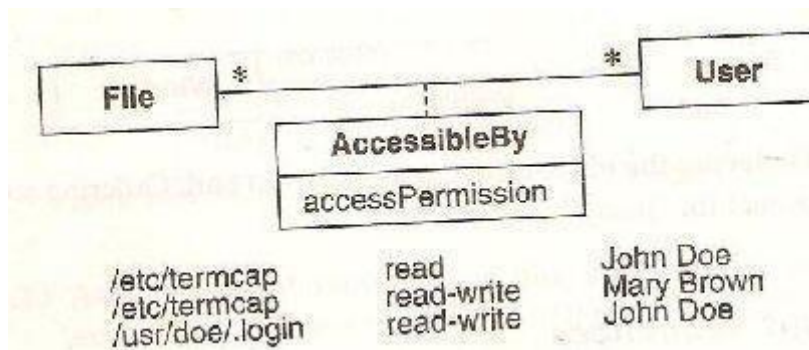 * * User
File
AccessibleBy
accessPermission
/etc/termcap read John Doe
/etc/termcap read-write Mary Brown
/usr/doe/.login read-write John Doe